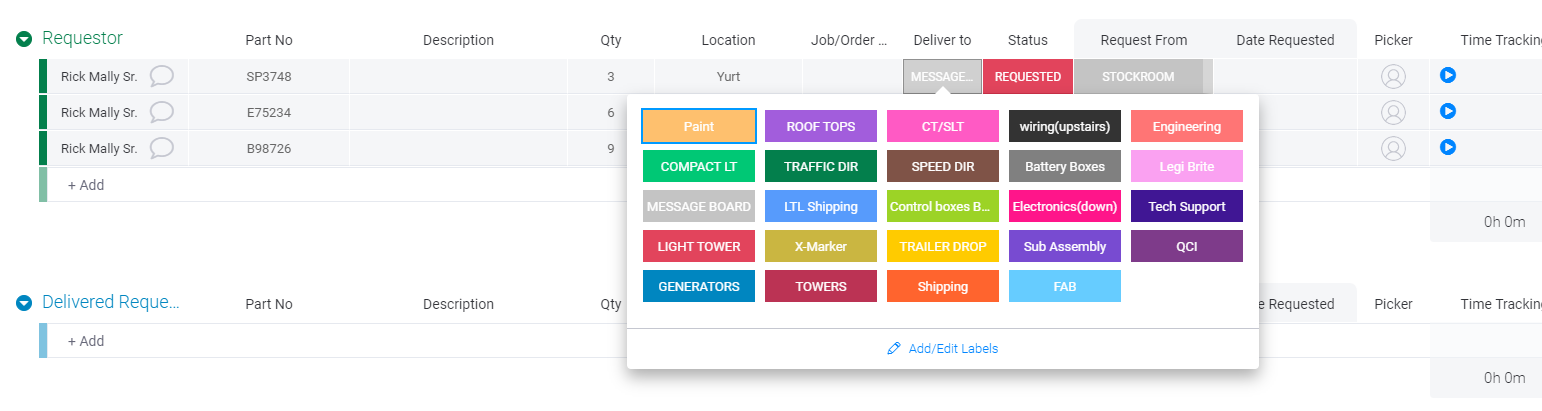 Requestor Part No Description Qty Location Job/Order ... Deliver to Status Request From Date Requested Picker Time Tracking
Rick Mally Sr. SP3748 3 Yurt MESSAGE... REQUESTED STOCKROOM
Rick Mally Sr. E75234 6
Rick Mally Sr. B98726 9
+ Add
0h 0m
Paint ROOF TOPS CT/SLT wiring(upstairs) Engineering
COMPACT LT TRAFFIC DIR SPEED DIR Battery Boxes Legi Brite
MESSAGE BOARD LTL Shipping Control boxes B... Electronics(down) Tech Support
LIGHT TOWER X-Marker TRAILER DROP Sub Assembly QCI
GENERATORS TOWERS Shipping FAB
Add/Edit Labels
Delivered Reque... Part No Description Qty e Requested Picker Time Tracking
+ Add
0h 0m